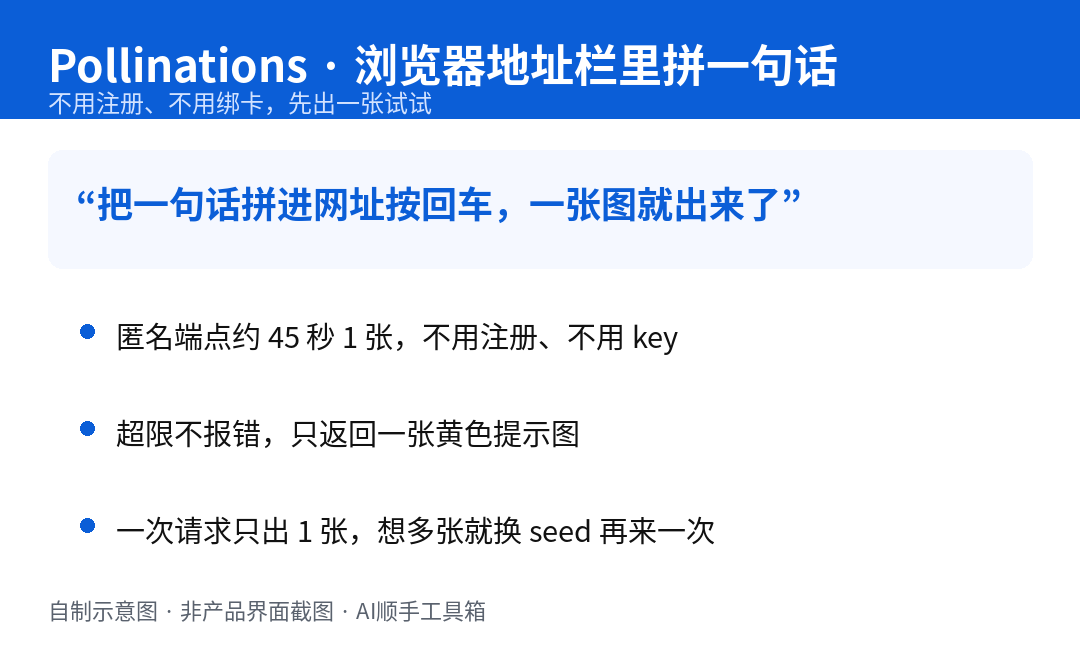 Pollinations · 浏览器地址栏里拼一句话
不用注册、不用绑卡，先出一张试试
“把一句话拼进网址按回车，一张图就出来了”
匿名端点约 45 秒 1 张，不用注册、不用 key
超限不报错，只返回一张黄色提示图
一次请求只出 1 张，想多张就换 seed 再来一次
自制示意图 · 非产品界面截图 · AI顺手工具箱